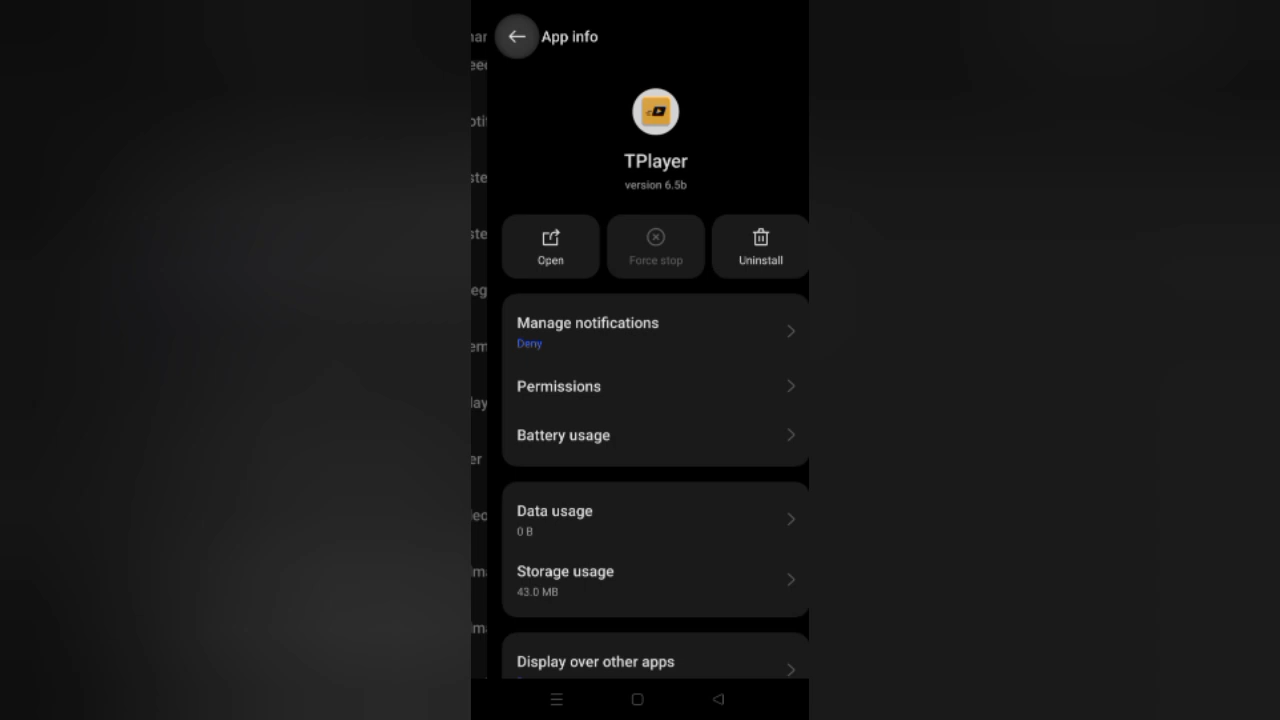 App info
TPlayer
version 6.5b
Open
Force stop
Uninstall
Manage notifications
Deny
Permissions
Battery usage
Data usage
0 B
Storage usage
43.0 MB
Display over other apps